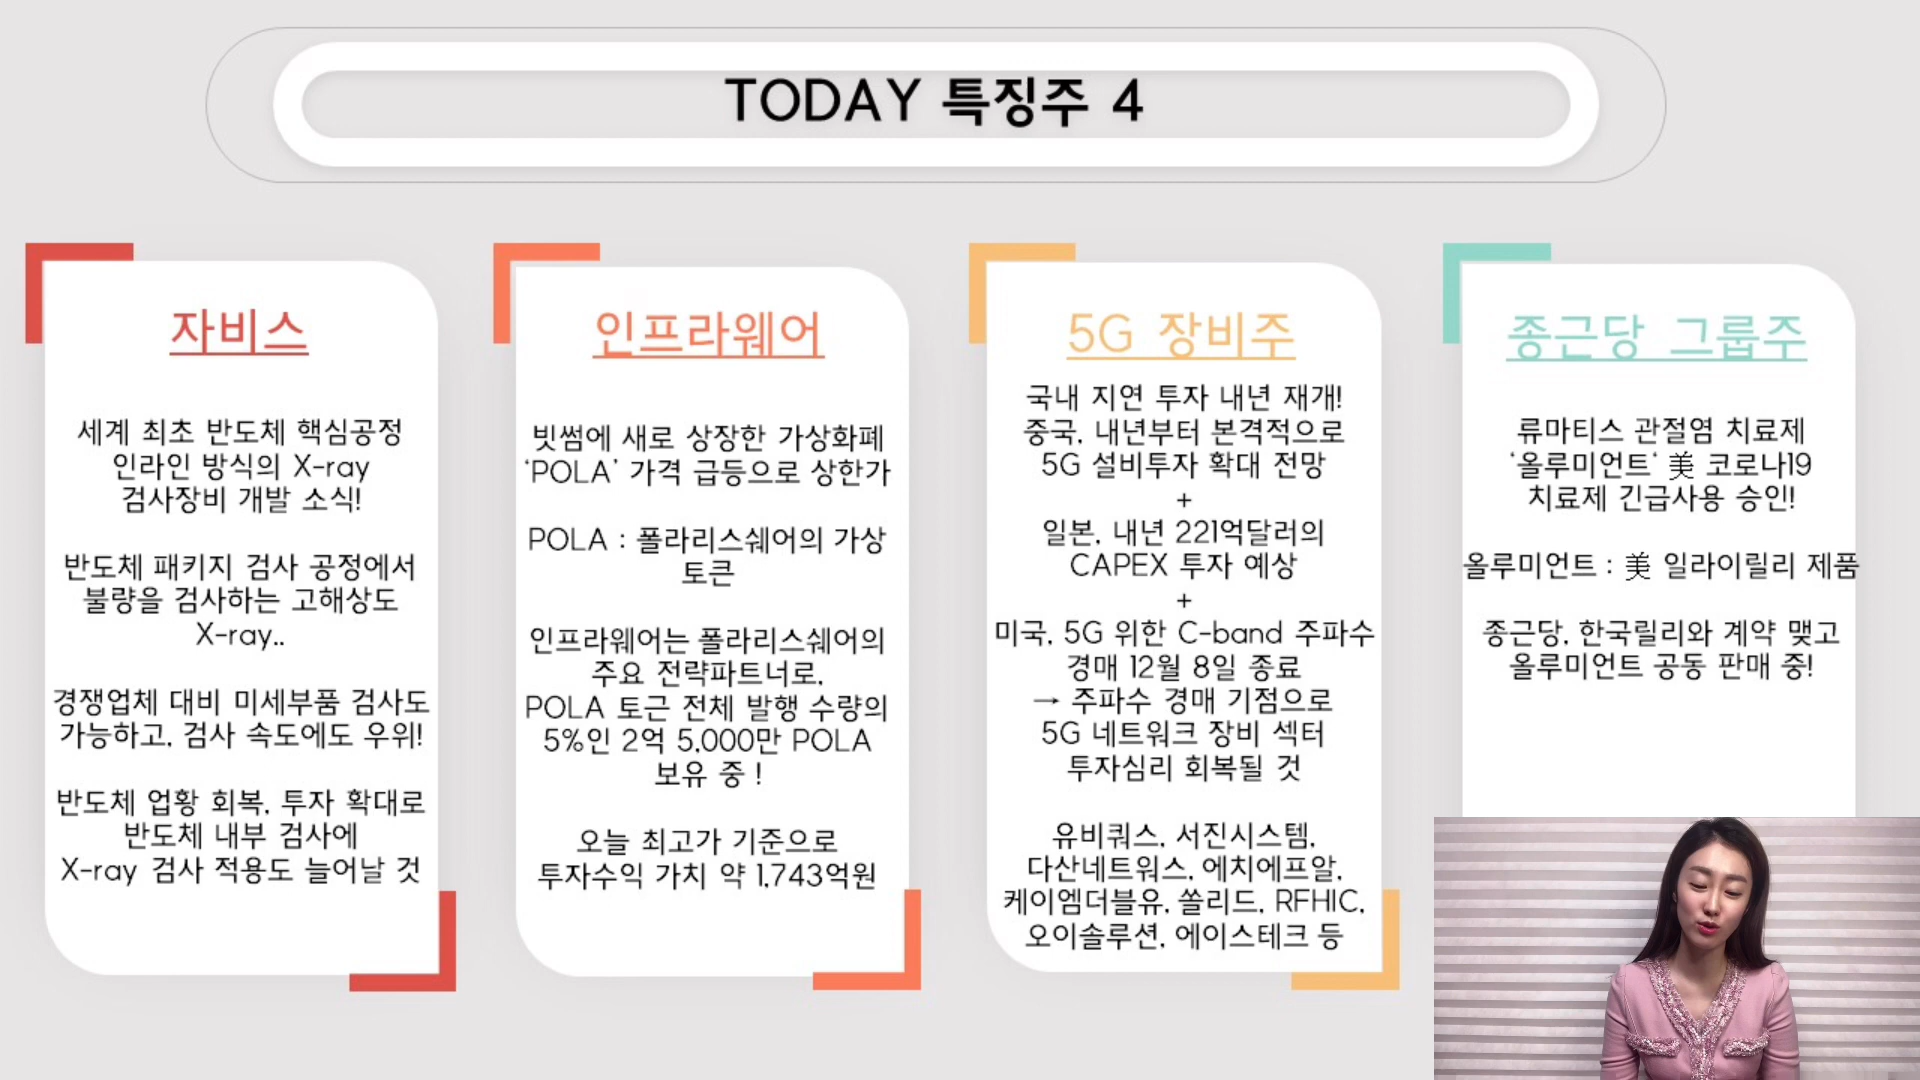 TODAY 특징주 4
자비스
세계 최초 반도체 핵심공정
인라인 방식의 X-ray
검사장비 개발 소식!
반도체 패키지 검사 공정에서
불량을 검사하는 고해상도
X-ray..
경쟁업체 대비 미세부품 검사도
가능하고, 검사 속도에도 우위!
반도체 업황 회복, 투자 확대로
반도체 내부 검사에
X-ray 검사 적용도 늘어날 것
인프라웨어
빗썸에 새로 상장한 가상화폐
'POLA' 가격 급등으로 상한가
POLA : 폴라리스쉐어의 가상
토큰
인프라웨어는 폴라리스쉐어의
주요 전략파트너로,
POLA 토근 전체 발행 수량의
5%인 2억 5,000만 POLA
보유 중 !
오늘 최고가 기준으로
투자수익 가치 약 1,743억원
5G 장비주
국내 지연 투자 내년 재개!
중국, 내년부터 본격적으로
5G 설비투자 확대 전망
+
일본, 내년 221억달러의
CAPEX 투자 예상
+
미국, 5G 위한 C-band 주파수
경매 12월 8일 종료
→ 주파수 경매 기점으로
5G 네트워크 장비 섹터
투자심리 회복될 것
유비쿼스, 서진시스템,
다산네트워스, 에치에프알,
케이엠더블유, 쏠리드, RFHIC,
오이솔루션, 에이스테크 등
종근당 그룹주
류마티스 관절염 치료제
'올루미언트' 美 코로나19
치료제 긴급사용 승인!
올루미언트 : 美 일라이릴리 제품
종근당, 한국릴리와 계약 맺고
올루미언트 공동 판매 중!